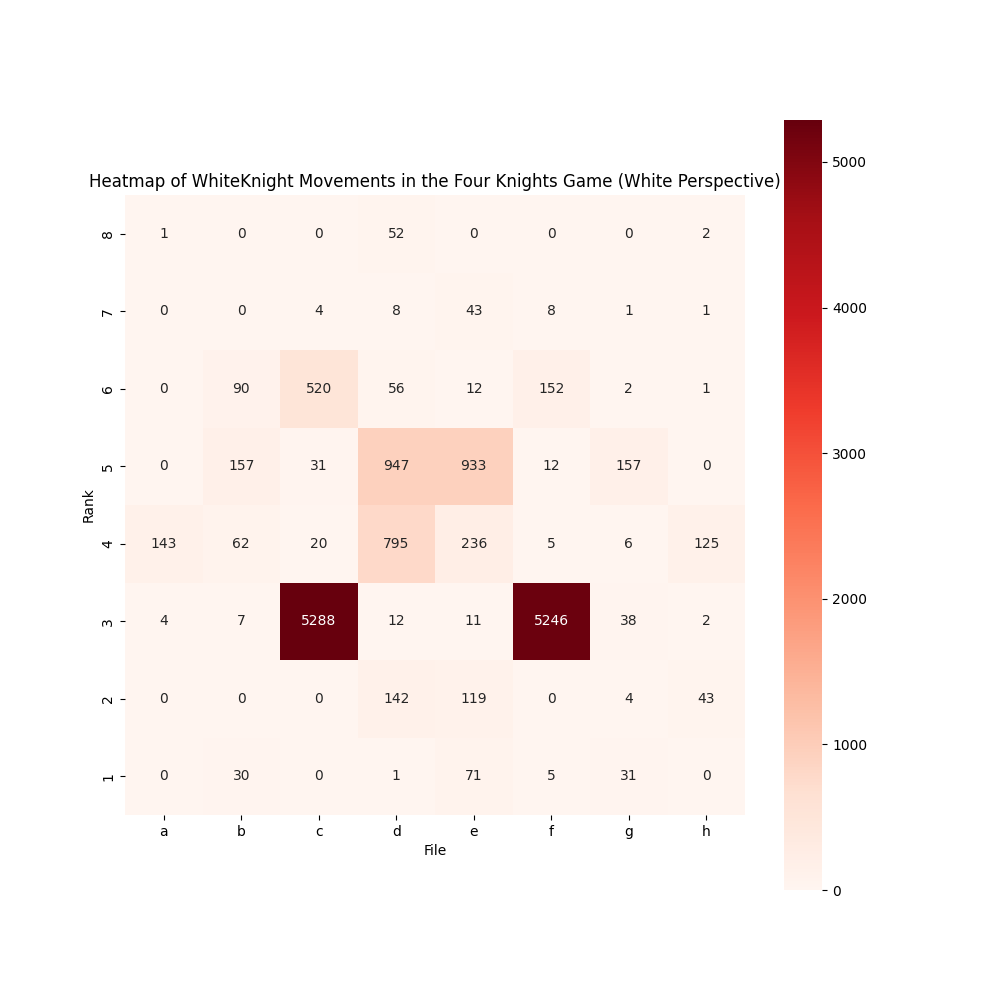 Heatmap of WhiteKnight Movements in the Four Knights Game (White Perspective)
8 1 0 0 52 0 0 0 2
7 0 0 4 8 43 8 1 1
6 0 90 520 56 12 152 2 1
5 0 157 31 947 933 12 157 0
4 143 62 20 795 236 5 6 125
3 4 7 5288 12 11 5246 38 2
2 0 0 0 142 119 0 4 43
1 0 30 0 1 71 5 31 0
a b c d e f g h
File
Rank
5000
4000
3000
2000
1000
0